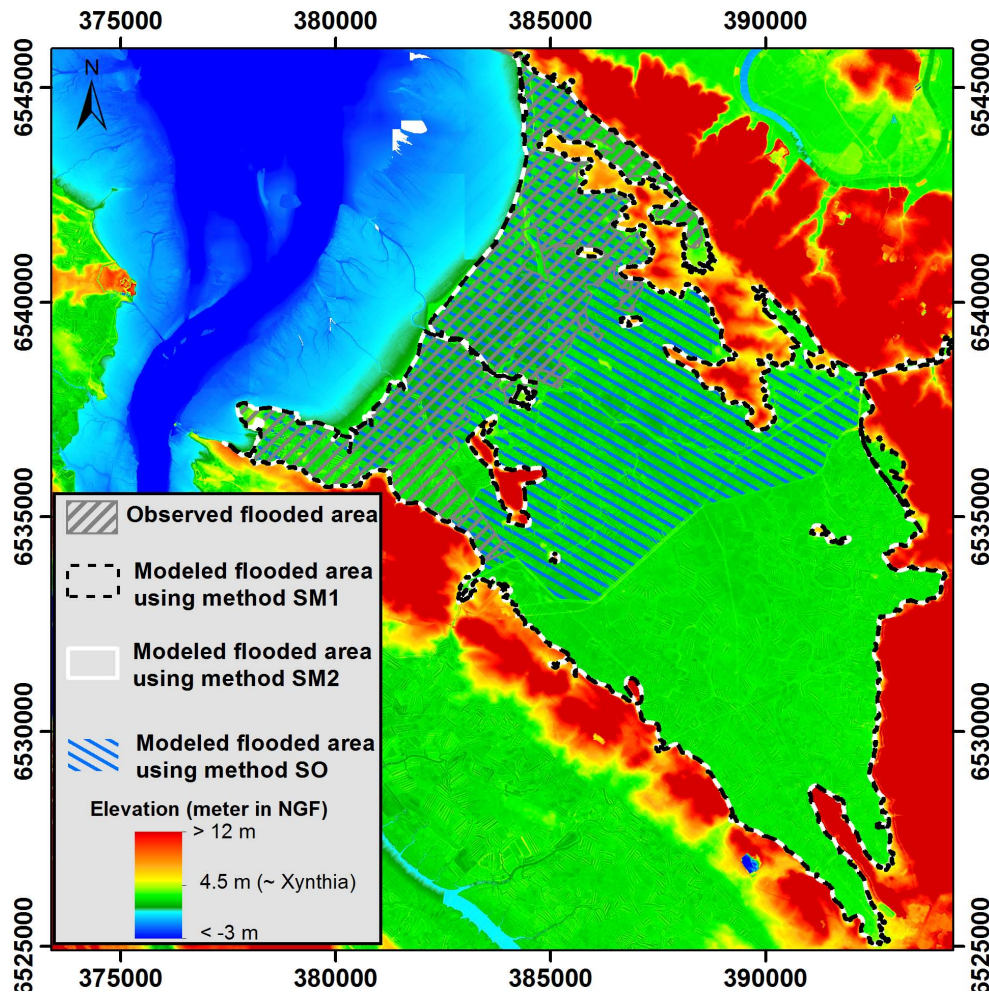 375000 380000 385000 390000
6545000 6545000
N
6540000 6540000
6535000 6535000
6530000 6530000
6525000 6525000
Observed flooded area
Modeled flooded area
using method SM1
Modeled flooded area
using method SM2
Modeled flooded area
using method SO
Elevation (meter in NGF)
> 12 m
4.5 m (~ Xynthia)
< -3 m
375000 380000 385000 390000